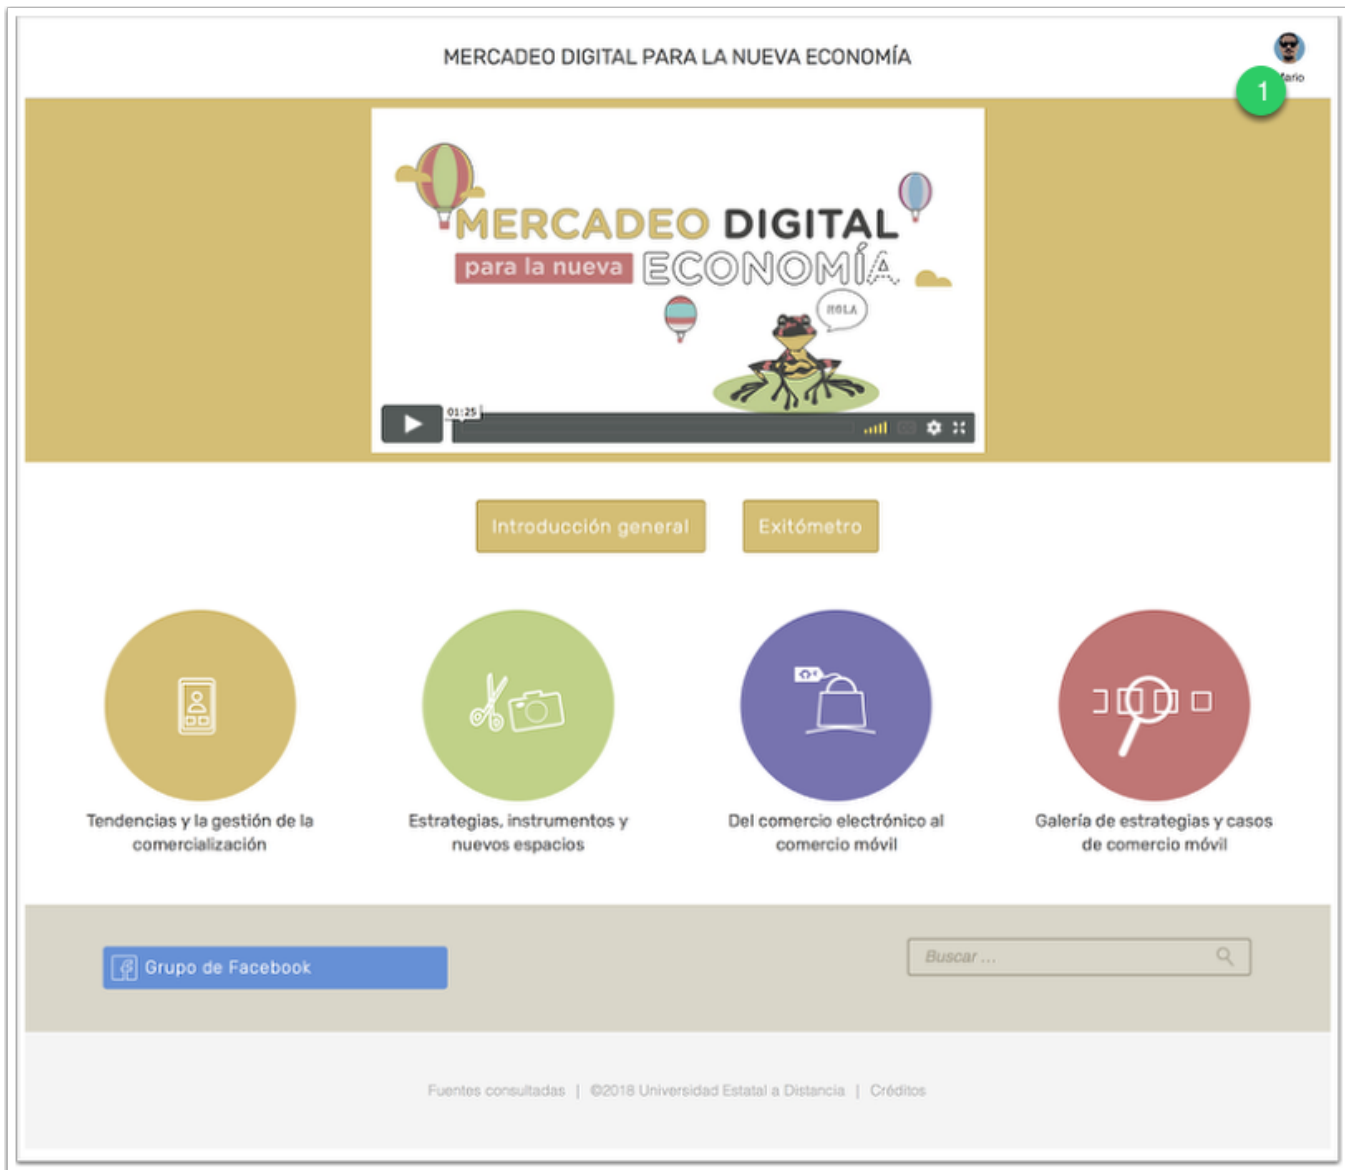 MERCADEO DIGITAL PARA LA NUEVA ECONOMÍA
1
MERCADEO DIGITAL
para la nueva ECONOMÍA
HOLA
01:25
Introducción general
Exitómetro
Tendencias y la gestión de la
comercialización
Estrategias, instrumentos y
nuevos espacios
Del comercio electrónico al
comercio móvil
Galería de estrategias y casos
de comercio móvil
Grupo de Facebook
Buscar ...
Fuentes consultadas | ©2018 Universidad Estatal a Distancia | Créditos